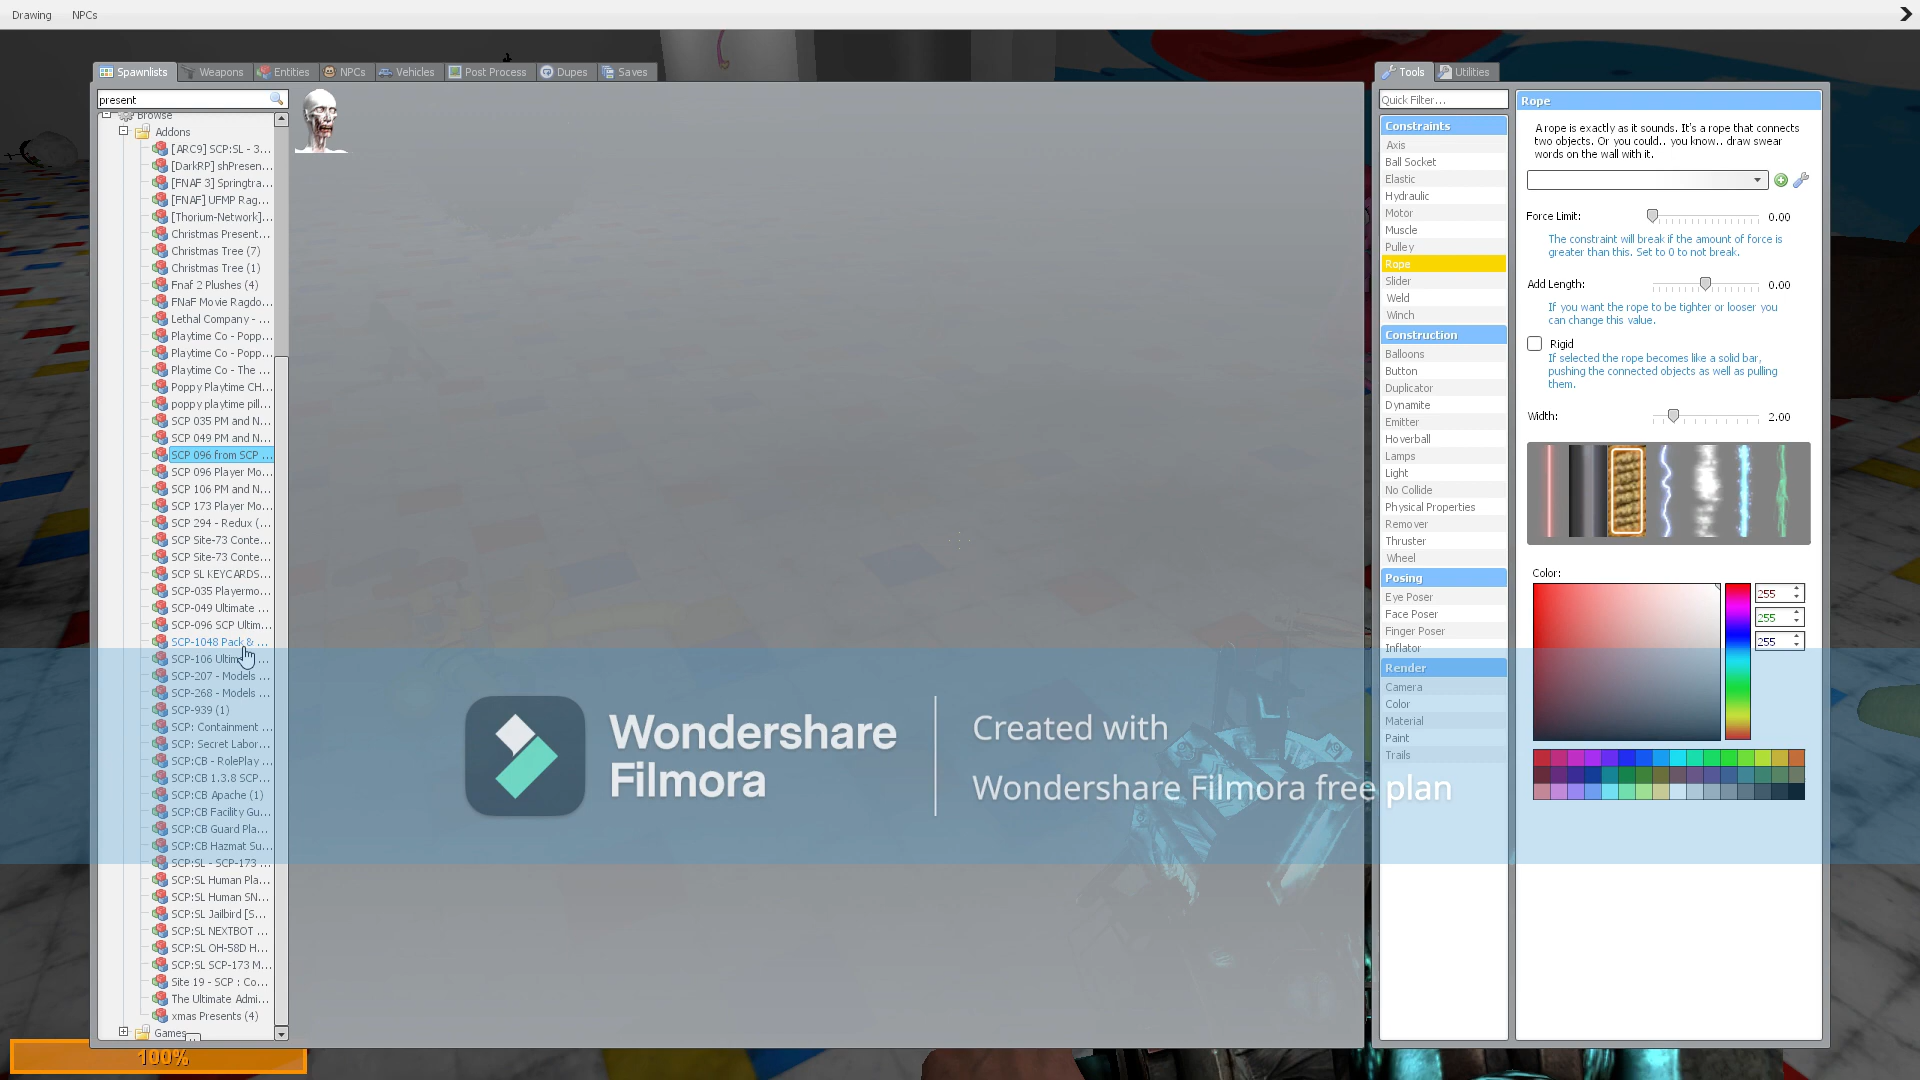 Drawing NPCs
Spawnlists Weapons Entities NPCs Vehicles Post Process Dupes Saves
present
Browse
Addons
[ARC9] SCP:SL - 3...
[DarkRP] shPresen...
[FNAF 3] Springtra...
[FNAF] UFMP Rag...
[Thorium-Network]...
Christmas Present...
Christmas Tree (7)
Christmas Tree (1)
Fnaf 2 Plushes (4)
FNaF Movie Ragdo...
Lethal Company - ...
Playtime Co - Popp...
Playtime Co - Popp...
Playtime Co - The ...
Poppy Playtime CH...
poppy playtime pill...
SCP 035 PM and N...
SCP 049 PM and N...
SCP 096 from SCP ...
SCP 096 Player Mo...
SCP 106 PM and N...
SCP 173 Player Mo...
SCP 294 - Redux (...
SCP Site-73 Conte...
SCP Site-73 Conte...
SCP SL KEYCARDS...
SCP-035 Playermo...
SCP-049 Ultimate ...
SCP-096 SCP Ultim...
SCP-1048 Pack & ...
SCP-106 Ultim...
SCP-207 - Models ...
SCP-268 - Models ...
SCP-939 (1)
SCP: Containment ...
SCP: Secret Labor...
SCP:CB - RolePlay ...
SCP:CB 1.3.8 SCP...
SCP:CB Apache (1)
SCP:CB Facility Gu...
SCP:CB Guard Pla...
SCP:CB Hazmat Su...
SCP:SL - SCP-173 ...
SCP:SL Human Pla...
SCP:SL Human SN...
SCP:SL Jailbird [S...
SCP:SL NEXTBOT ...
SCP:SL OH-58D H...
SCP:SL SCP-173 M...
Site 19 - SCP : Co...
The Ultimate Admi...
xmas Presents (4)
Games
100%
Wondershare
Filmora
Created with
Wondershare Filmora free plan
Tools Utilities
Quick Filter...
Constraints
Axis
Ball Socket
Elastic
Hydraulic
Motor
Muscle
Pulley
Rope
Slider
Weld
Winch
Construction
Balloons
Button
Duplicator
Dynamite
Emitter
Hoverball
Lamps
Light
No Collide
Physical Properties
Remover
Thruster
Wheel
Posing
Eye Poser
Face Poser
Finger Poser
Inflator
Render
Camera
Color
Material
Paint
Trails
Rope
A rope is exactly as it sounds. It's a rope that connects
two objects. Or you could.. you know.. draw swear
words on the wall with it.
Force Limit: 0.00
The constraint will break if the amount of force is
greater than this. Set to 0 to not break.
Add Length: 0.00
If you want the rope to be tighter or looser you
can change this value.
Rigid
If selected the rope becomes like a solid bar,
pushing the connected objects as well as pulling
them.
Width: 2.00
Color:
255
255
255